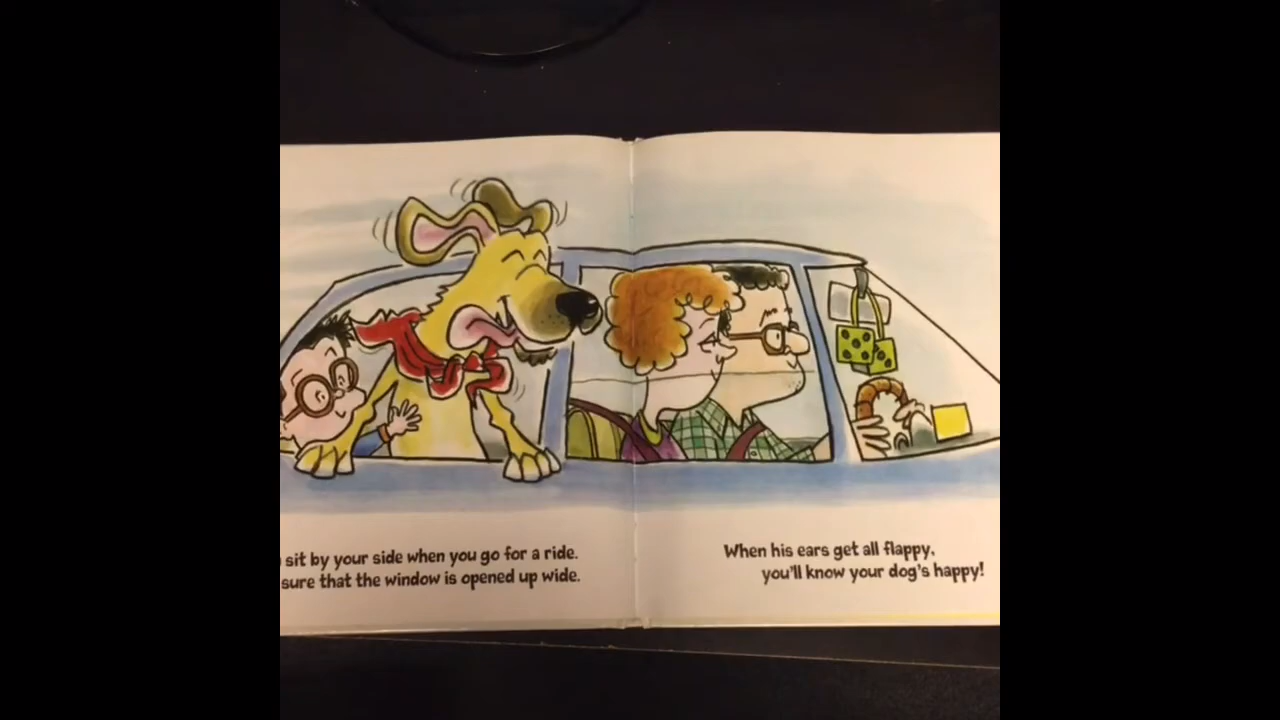 sit by your side when you go for a ride.
sure that the window is opened up wide.
When his ears get all flappy,
you'll know your dog's happy!